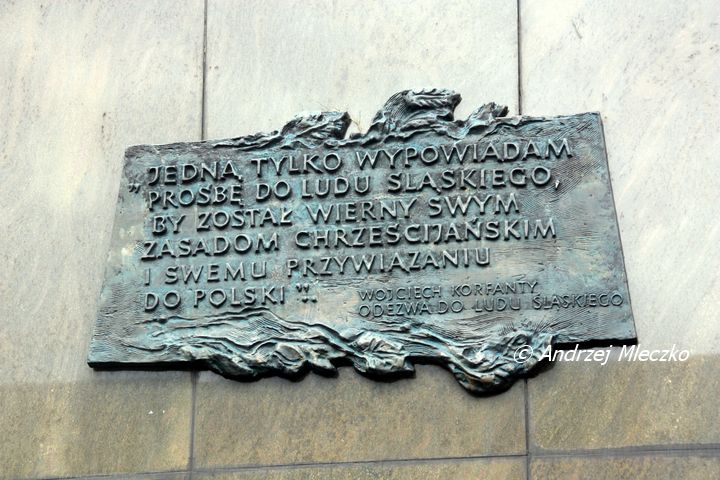 „JEDNĄ TYLKO WYPOWIADAM
PROŚBĘ DO LUDU ŚLĄSKIEGO,
BY ZOSTAŁ WIERNY SWYM
ZASADOM CHRZEŚCIJAŃSKIM
I SWEMU PRZYWIĄZANIU
DO POLSKI”...
WOJCIECH KORFANTY
ODEZWA DO LUDU ŚLĄSKIEGO
© Andrzej Mleczko